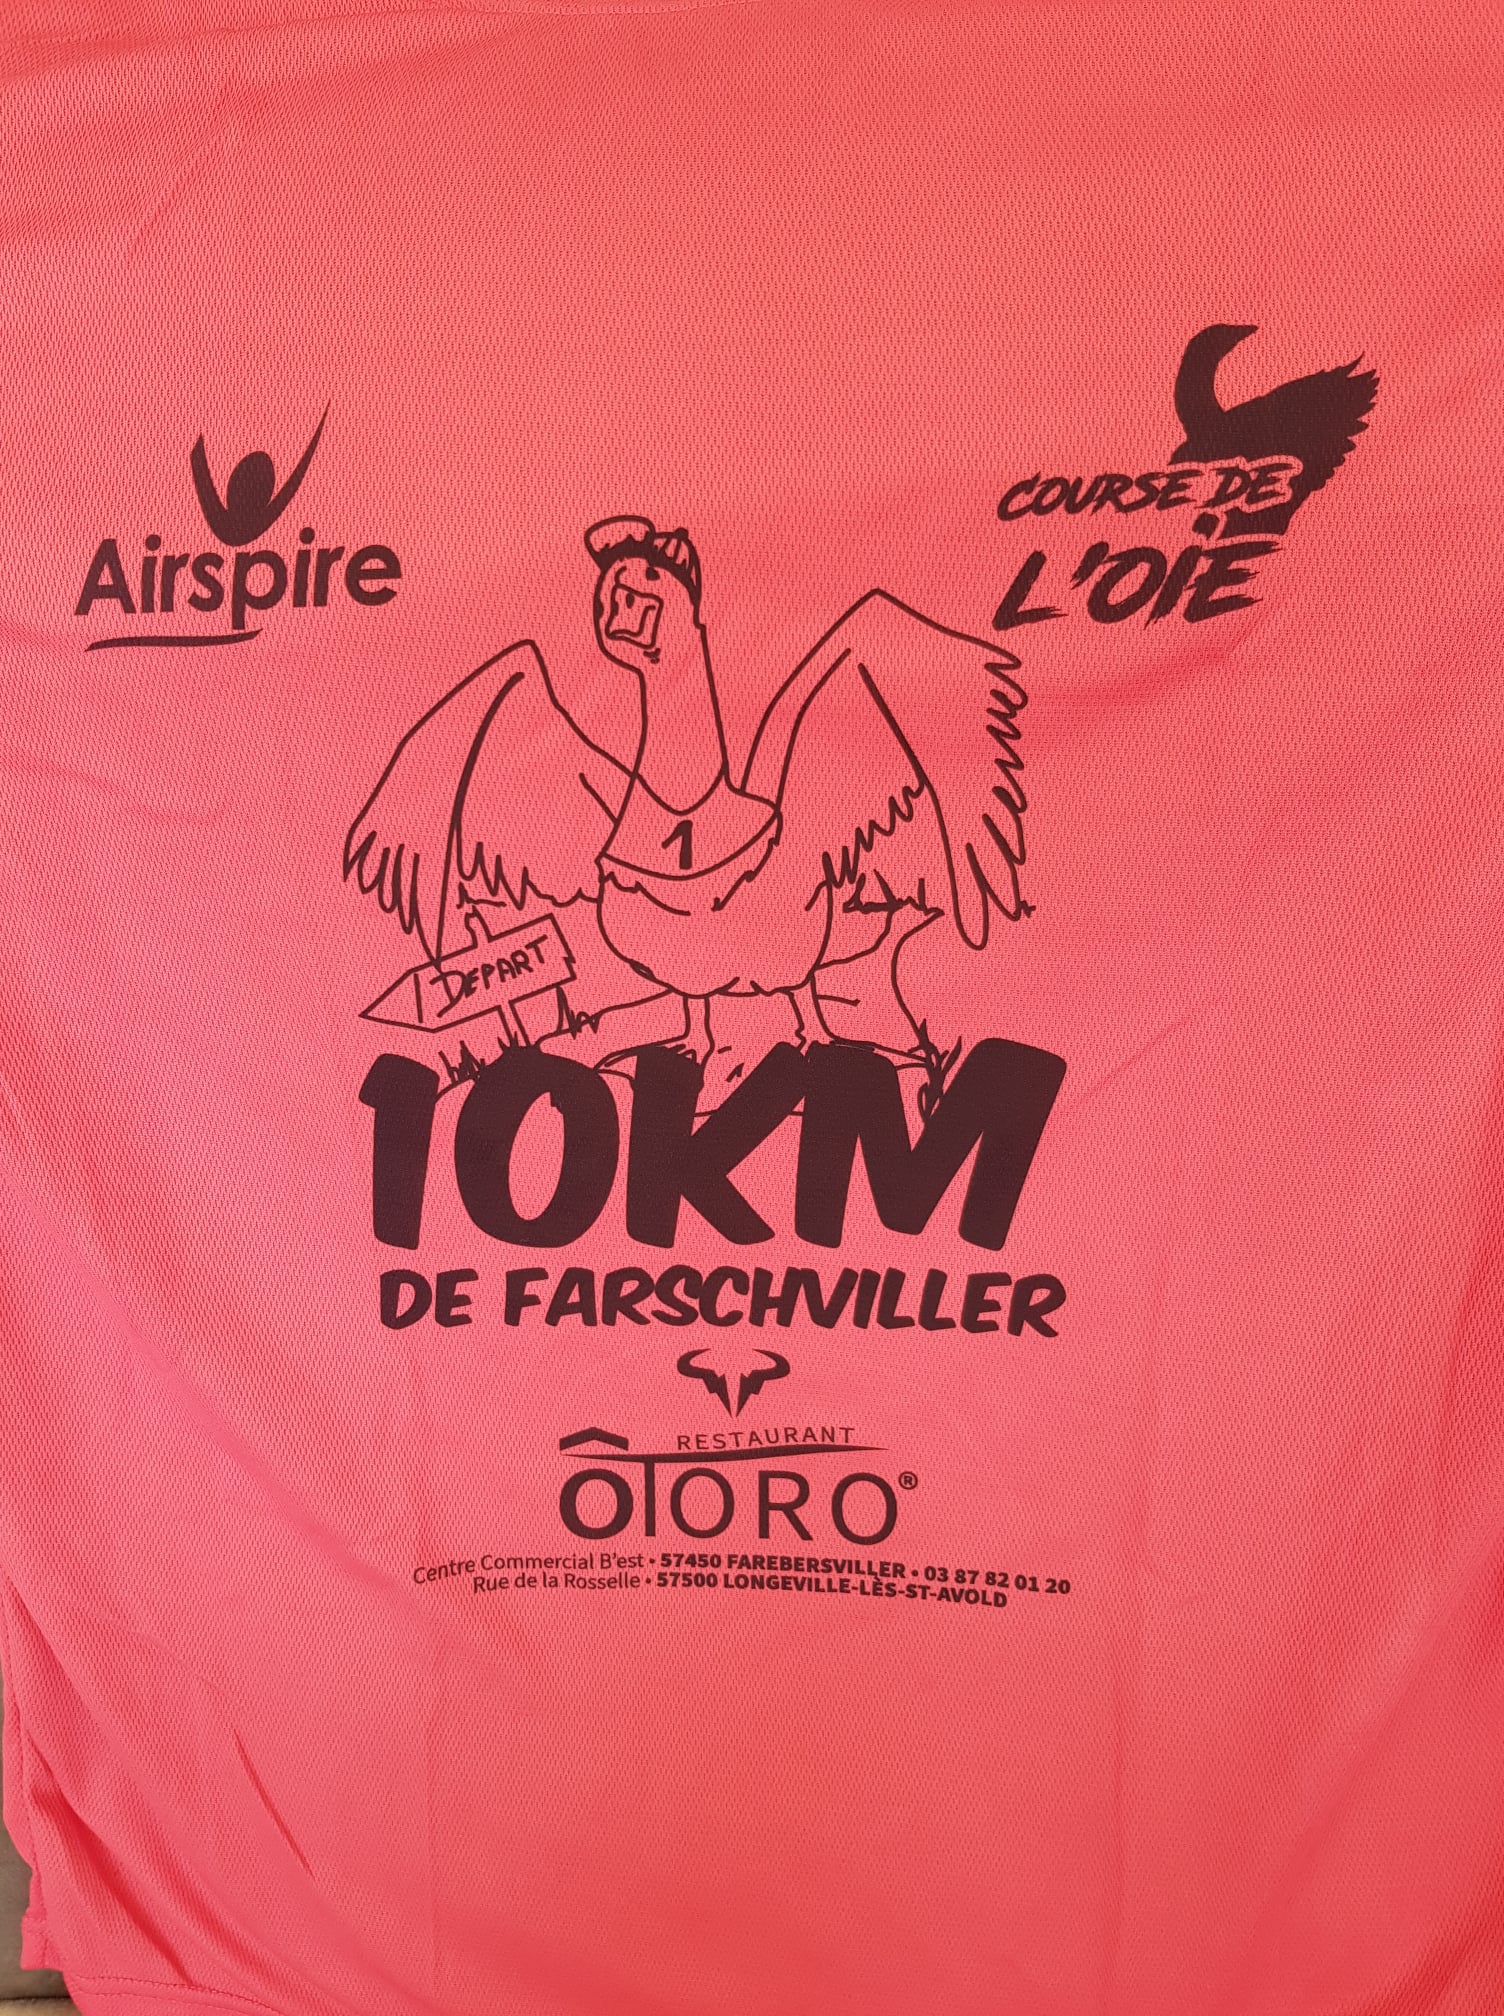 Airspire
COURSE DE
L'OIE
1
DEPART
10KM
DE FARSCHVILLER
RESTAURANT
ÔTORO®
Centre Commercial B'est • 57450 FAREBERSVILLER • 03 87 82 01 20
Rue de la Rosselle • 57500 LONGEVILLE-LÈS-ST-AVOLD